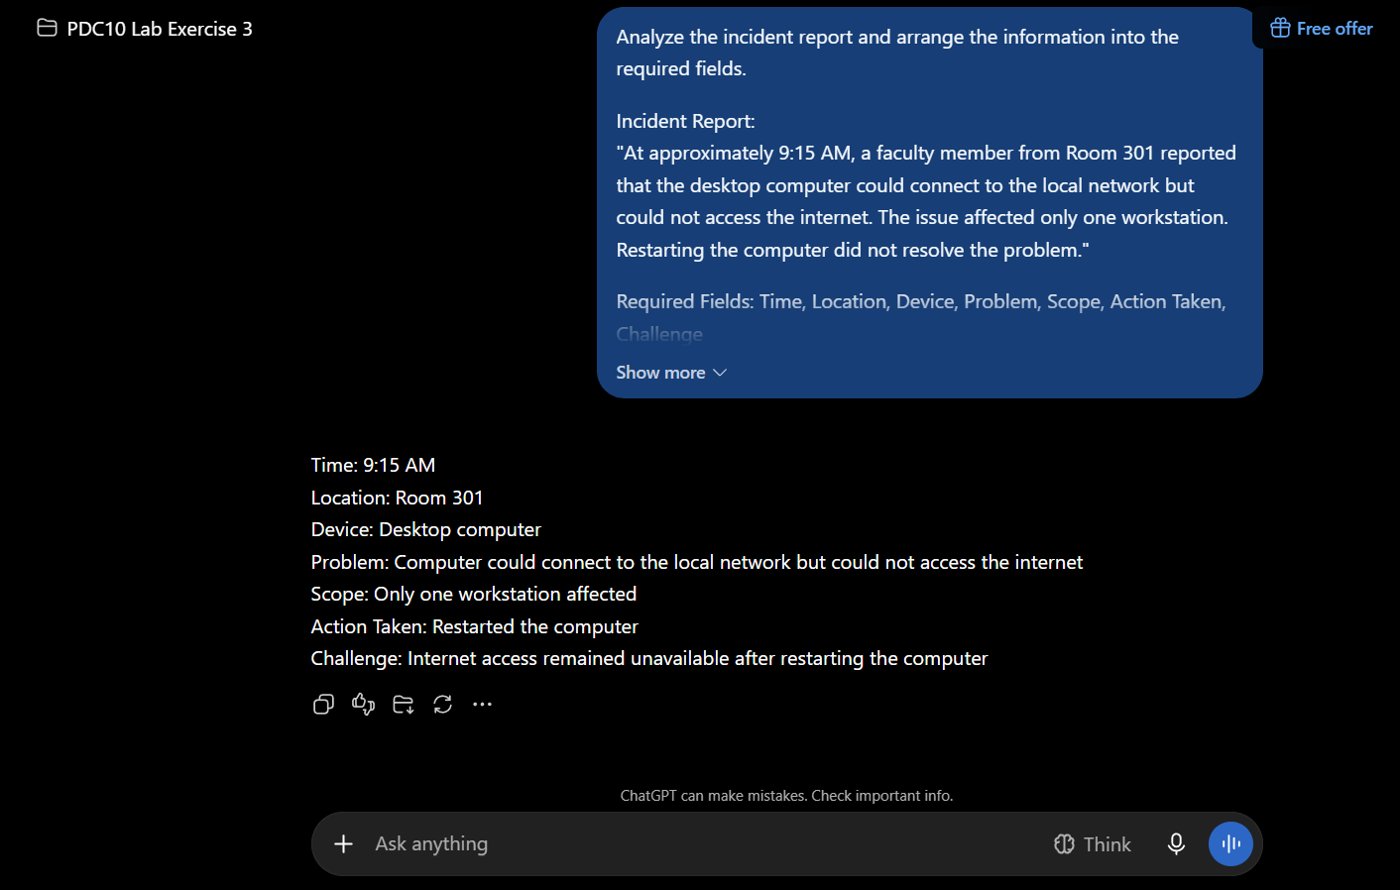 PDC10 Lab Exercise 3
Free offer
Analyze the incident report and arrange the information into the
required fields.
Incident Report:
"At approximately 9:15 AM, a faculty member from Room 301 reported
that the desktop computer could connect to the local network but
could not access the internet. The issue affected only one workstation.
Restarting the computer did not resolve the problem."
Required Fields: Time, Location, Device, Problem, Scope, Action Taken,
Challenge
Show more
Time: 9:15 AM
Location: Room 301
Device: Desktop computer
Problem: Computer could connect to the local network but could not access the internet
Scope: Only one workstation affected
Action Taken: Restarted the computer
Challenge: Internet access remained unavailable after restarting the computer
ChatGPT can make mistakes. Check important info.
Ask anything
Think